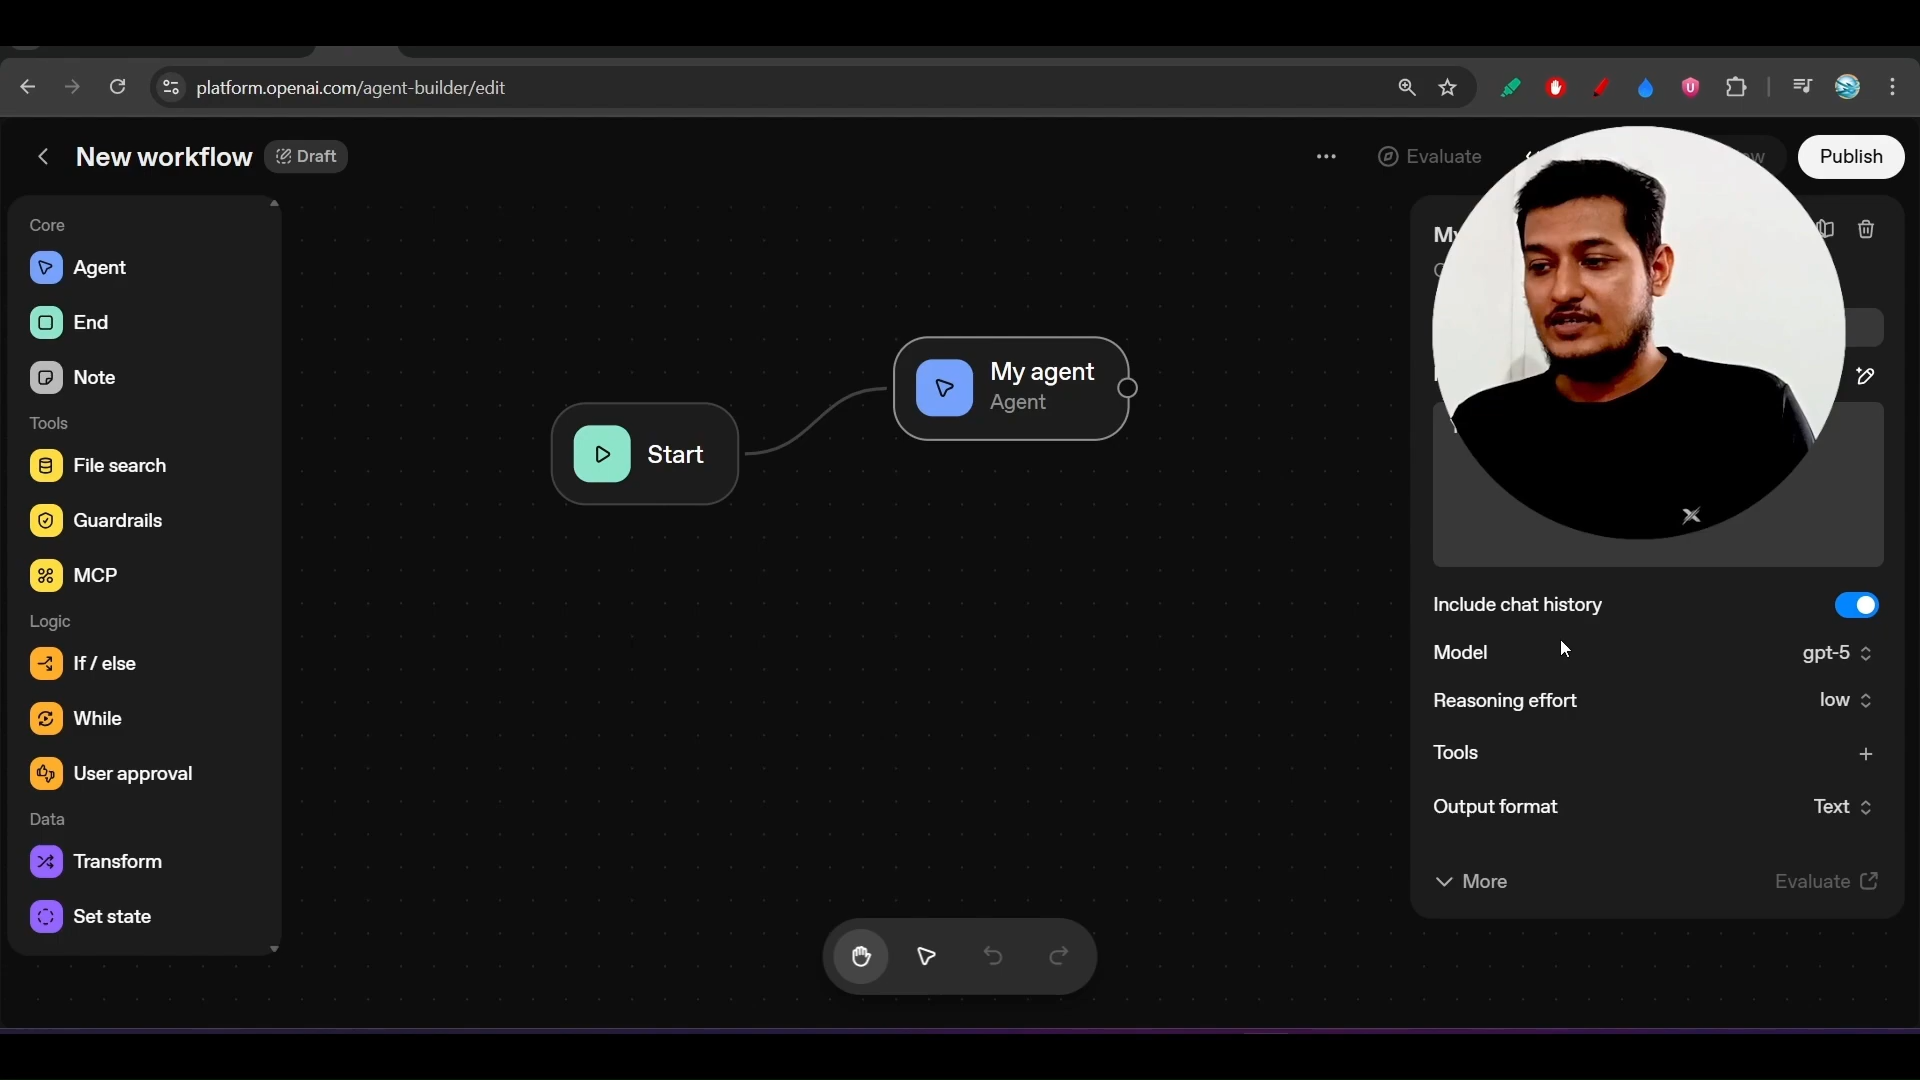 platform.openai.com/agent-builder/edit
New workflow
Draft
Evaluate
Publish
Core
Agent
End
Note
Tools
File search
Guardrails
MCP
Logic
If / else
While
User approval
Data
Transform
Set state
Start
My agent
Agent
My
Include chat history
Model
gpt-5
Reasoning effort
low
Tools
Output format
Text
More
Evaluate